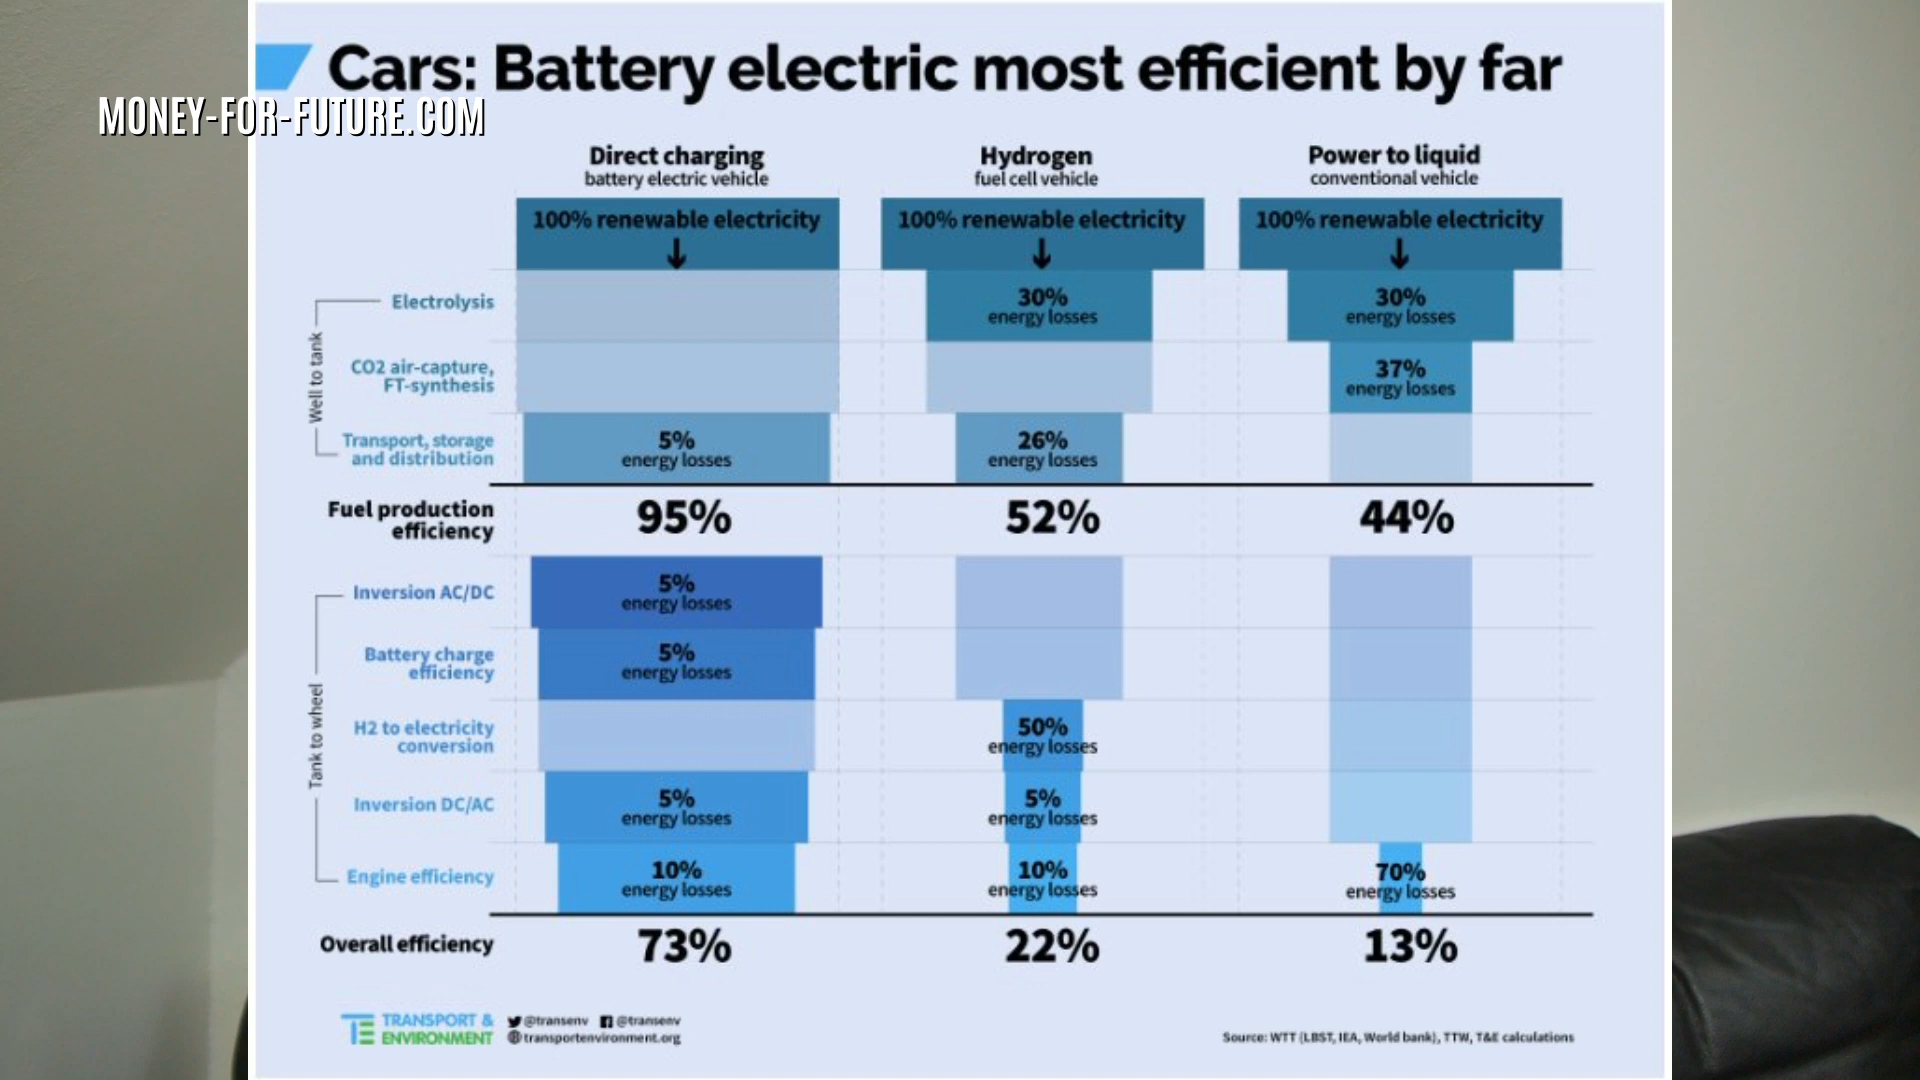 Cars: Battery electric most efficient by far
MONEY-FOR-FUTURE.COM
Direct charging
battery electric vehicle
Hydrogen
fuel cell vehicle
Power to liquid
conventional vehicle
100% renewable electricity
100% renewable electricity
100% renewable electricity
Well to tank
Electrolysis
30%
energy losses
30%
energy losses
CO2 air-capture,
FT-synthesis
37%
energy losses
Transport, storage
and distribution
5%
energy losses
26%
energy losses
Fuel production
efficiency
95%
52%
44%
Tank to wheel
Inversion AC/DC
5%
energy losses
Battery charge
efficiency
5%
energy losses
H2 to electricity
conversion
50%
energy losses
Inversion DC/AC
5%
energy losses
5%
energy losses
Engine efficiency
10%
energy losses
10%
energy losses
70%
energy losses
Overall efficiency
73%
22%
13%
TE
TRANSPORT &
ENVIRONMENT
@transenv @transenv
transportenvironment.org
Source: WTT (LBST, IEA, World bank), TTW, T&E calculations